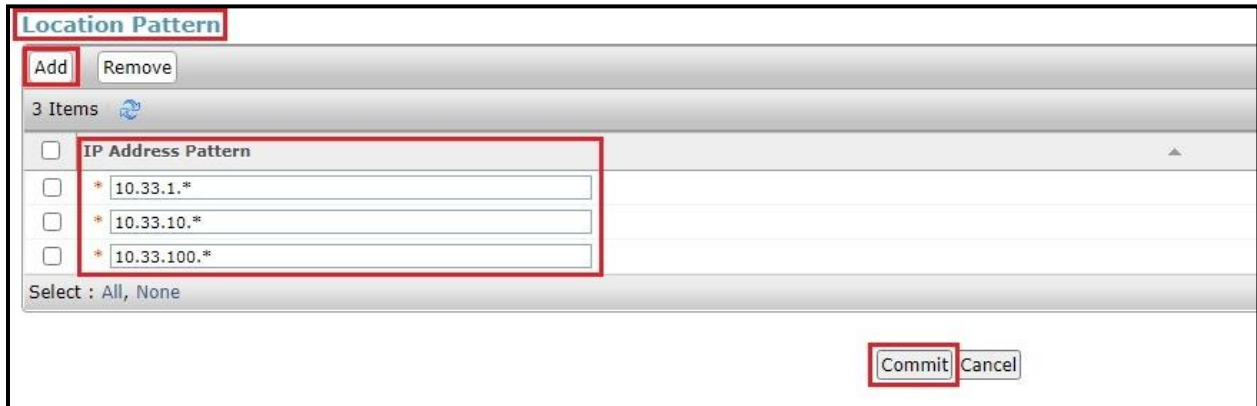 Location Pattern
Add Remove
3 Items
IP Address Pattern
* 10.33.1.*
* 10.33.10.*
* 10.33.100.*
Select : All, None
Commit Cancel